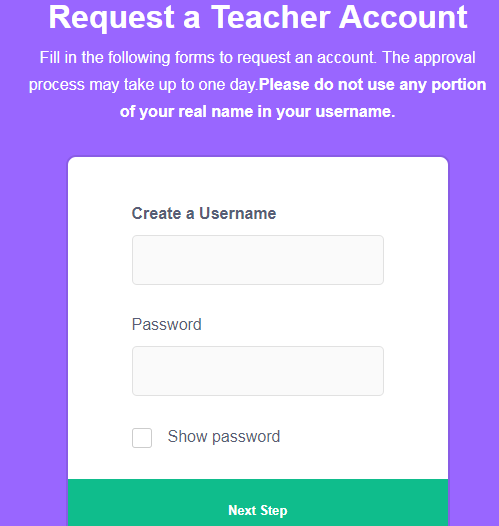 Request a Teacher Account
Fill in the following forms to request an account. The approval
process may take up to one day.Please do not use any portion
of your real name in your username.
Create a Username
Password
Show password
Next Step